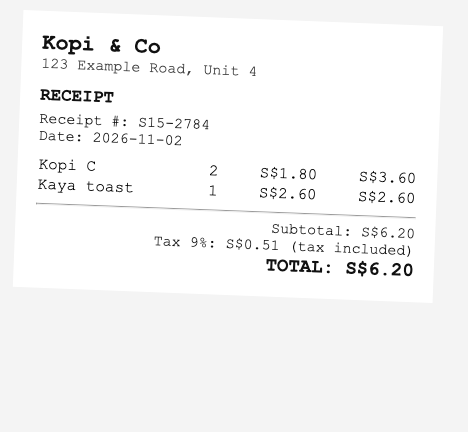 Kopi & Co
123 Example Road, Unit 4
RECEIPT
Receipt #: S15-2784
Date: 2026-11-02
Kopi C 2 S$1.80 S$3.60
Kaya toast 1 S$2.60 S$2.60
Subtotal: S$6.20
Tax 9%: S$0.51 (tax included)
TOTAL: S$6.20